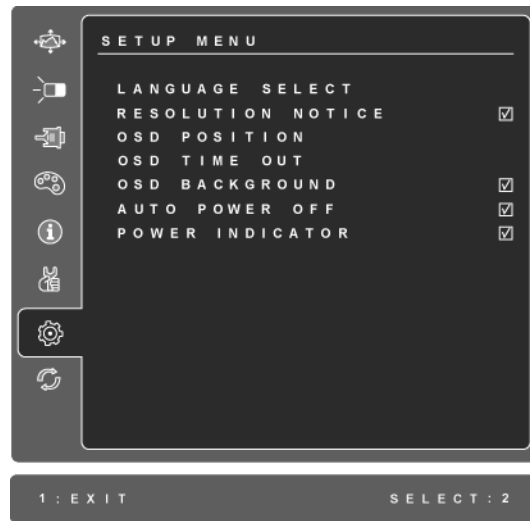 SETUP MENU
LANGUAGE SELECT
RESOLUTION NOTICE
OSD POSITION
OSD TIME OUT
OSD BACKGROUND
AUTO POWER OFF
POWER INDICATOR
1:EXIT SELECT:2